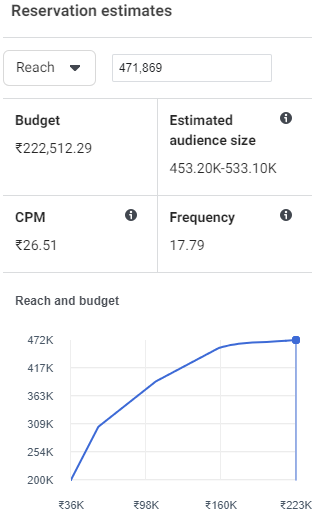 Reservation estimates
Reach
471,869
Budget
₹222,512.29
Estimated
audience size
453.20K-533.10K
CPM
₹26.51
Frequency
17.79
Reach and budget
472K
417K
363K
309K
254K
200K
₹36K
₹98K
₹160K
₹223K